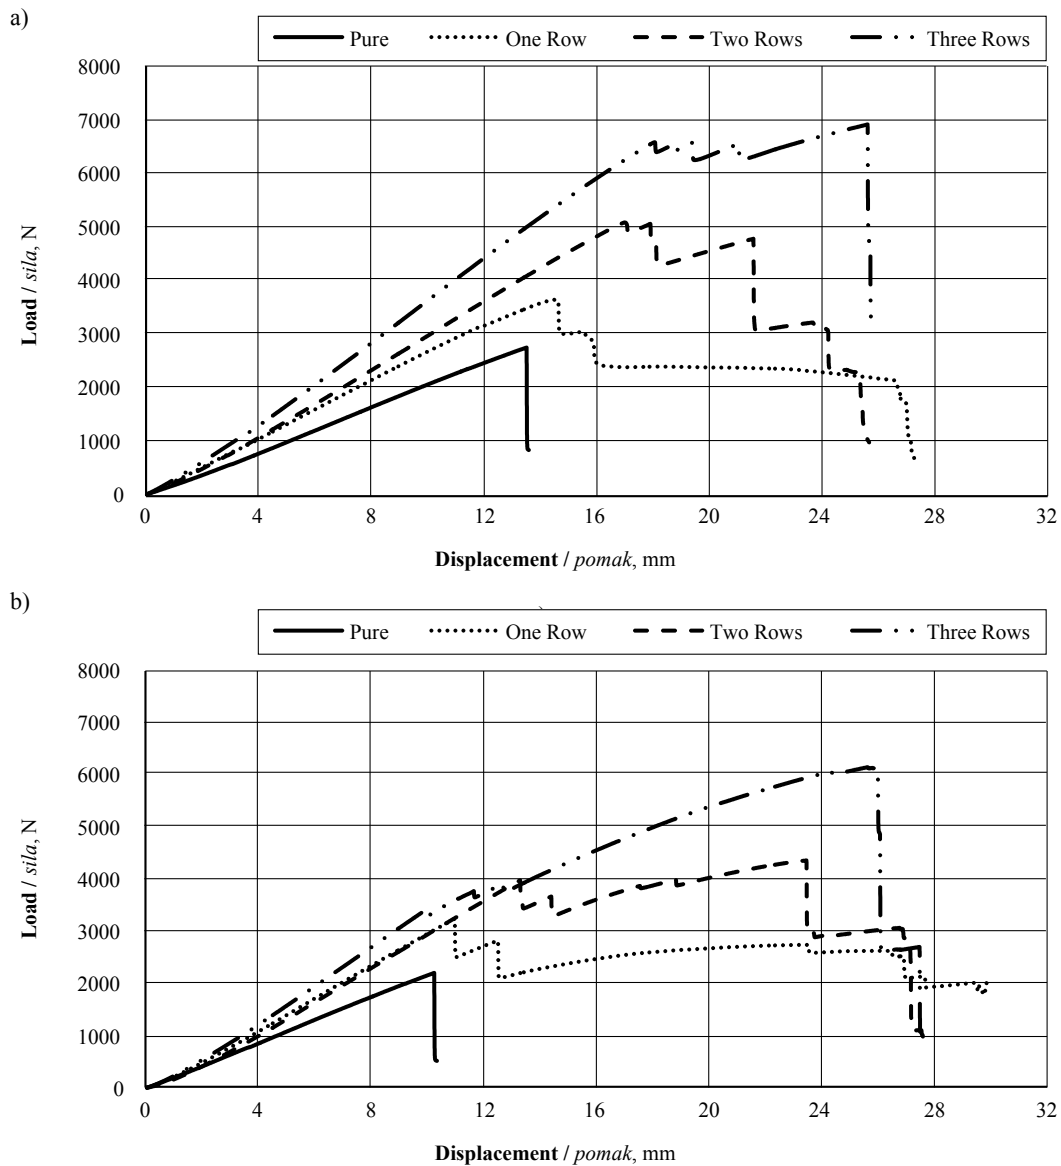 a)
Pure One Row Two Rows Three Rows
8000
7000
6000
5000
4000
3000
2000
1000
0
Load / sila, N
0 4 8 12 16 20 24 28 32
Displacement / pomak, mm
b)
Pure One Row Two Rows Three Rows
8000
7000
6000
5000
4000
3000
2000
1000
0
Load / sila, N
0 4 8 12 16 20 24 28 32
Displacement / pomak, mm